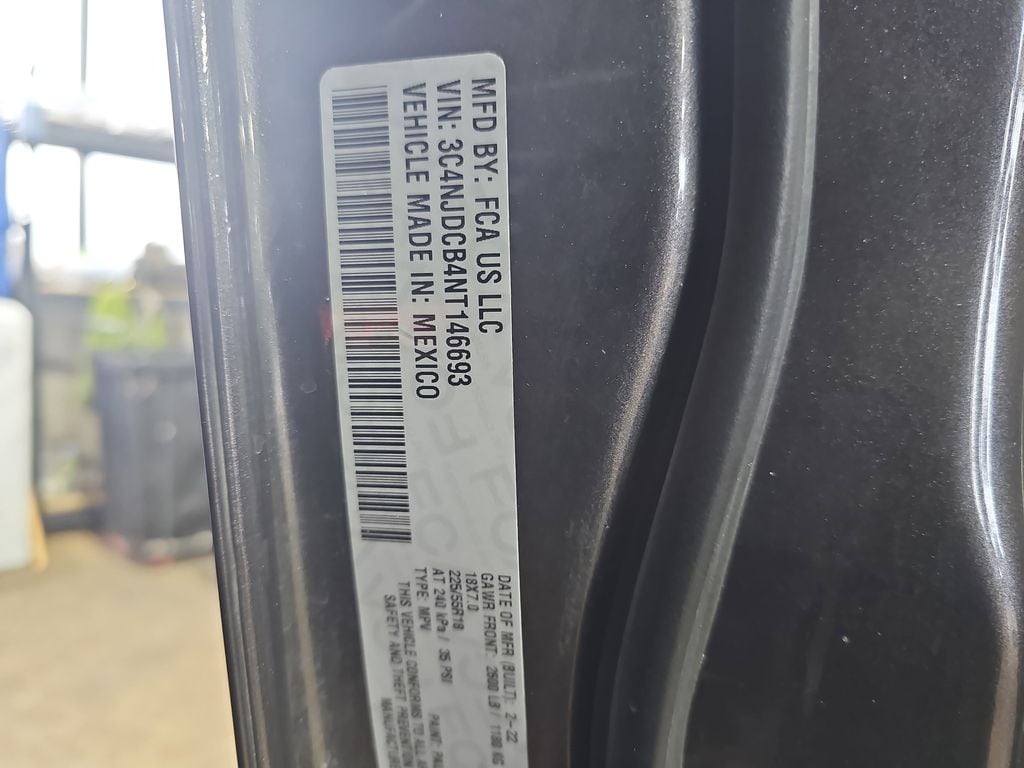 MFD BY: FCA US LLC
VIN: 3C4NJDCB4NT146693
VEHICLE MADE IN: MEXICO
DATE OF MFR (BUILT): 2-22
GAWR FRONT: 2600 LB / 1180 KG
18X7.0
225/55R18
AT 240 kPa / 35 PSI
TYPE: MPV PAINT:
THIS VEHICLE CONFORMS TO ALL
SAFETY AND THEFT PREVENTION